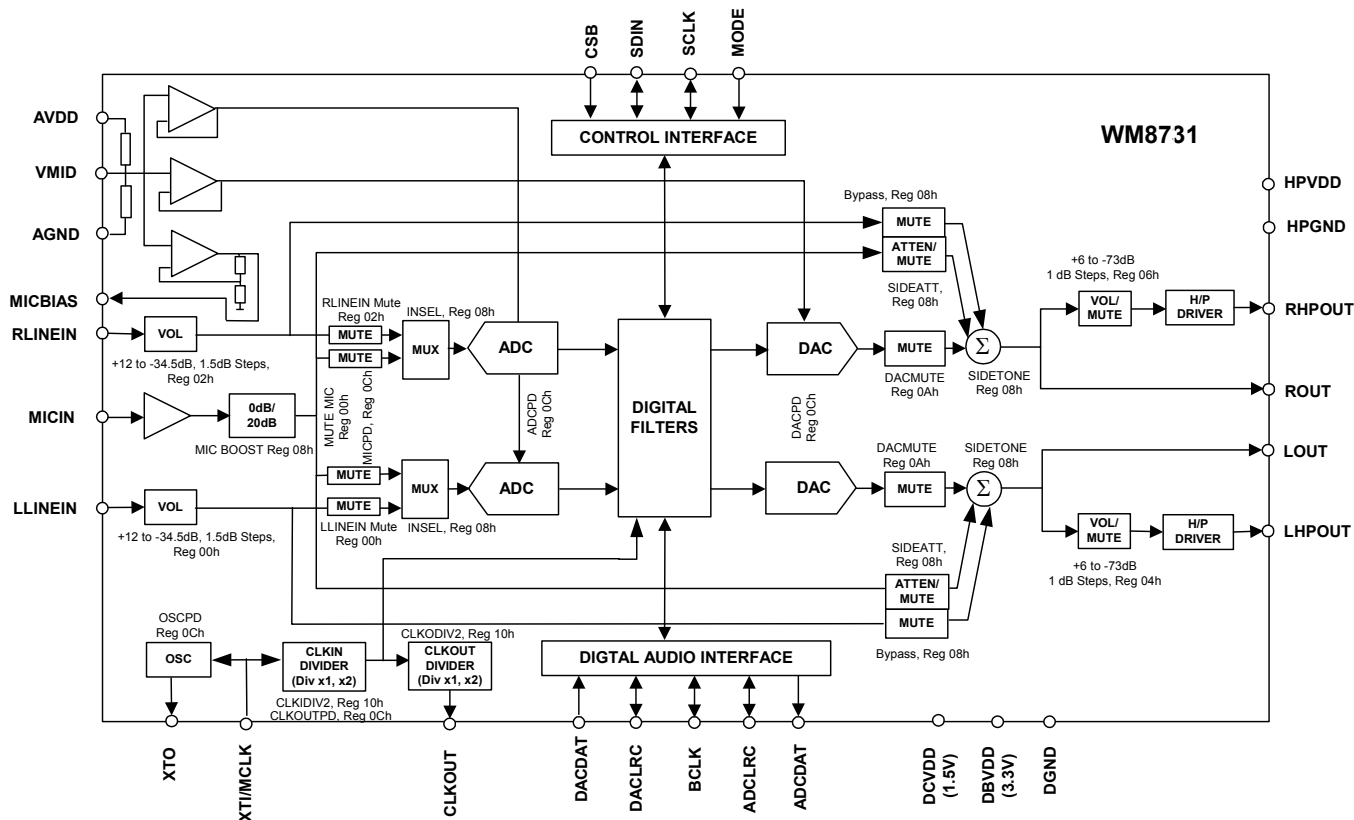 CSB
SDIN
SCLK
MODE
WM8731
CONTROL INTERFACE
AVDD
VMID
AGND
MICBIAS
RLINEIN
MICIN
LLINEIN
HPVDD
HPGND
RHPOUT
ROUT
LOUT
LHPOUT
Bypass, Reg 08h
MUTE
ATTEN/
MUTE
SIDEATT,
Reg 08h
+6 to -73dB
1 dB Steps, Reg 06h
VOL/
MUTE
H/P
DRIVER
VOL
+12 to -34.5dB, 1.5dB Steps,
Reg 02h
RLINEIN Mute
Reg 02h
MUTE
MUTE
INSEL, Reg 08h
MUX
ADC
DIGITAL
FILTERS
DAC
MUTE
DACMUTE
Reg 0Ah
Σ
SIDETONE
Reg 08h
0dB/
20dB
MIC BOOST Reg 08h
MUTE MIC
Reg 00h
MICPD, Reg 0Ch
ADCPD
Reg 0Ch
DACPD
Reg 0Ch
DACMUTE
Reg 0Ah
SIDETONE
Reg 08h
MUTE
MUTE
LLINEIN Mute
Reg 00h
MUX
INSEL, Reg 08h
ADC
DAC
MUTE
Σ
VOL
+12 to -34.5dB, 1.5dB Steps,
Reg 00h
VOL/
MUTE
H/P
DRIVER
+6 to -73dB
1 dB Steps, Reg 04h
SIDEATT,
Reg 08h
ATTEN/
MUTE
MUTE
Bypass, Reg 08h
OSCPD
Reg 0Ch
OSC
CLKIN
DIVIDER
(Div x1, x2)
CLKIDIV2, Reg 10h
CLKOUTPD, Reg 0Ch
CLKODIV2, Reg 10h
CLKOUT
DIVIDER
(Div x1, x2)
DIGTAL AUDIO INTERFACE
XTO
XTI/MCLK
CLKOUT
DACDAT
DACLRC
BCLK
ADCLRC
ADCDAT
DCVDD
(1.5V)
DBVDD
(3.3V)
DGND